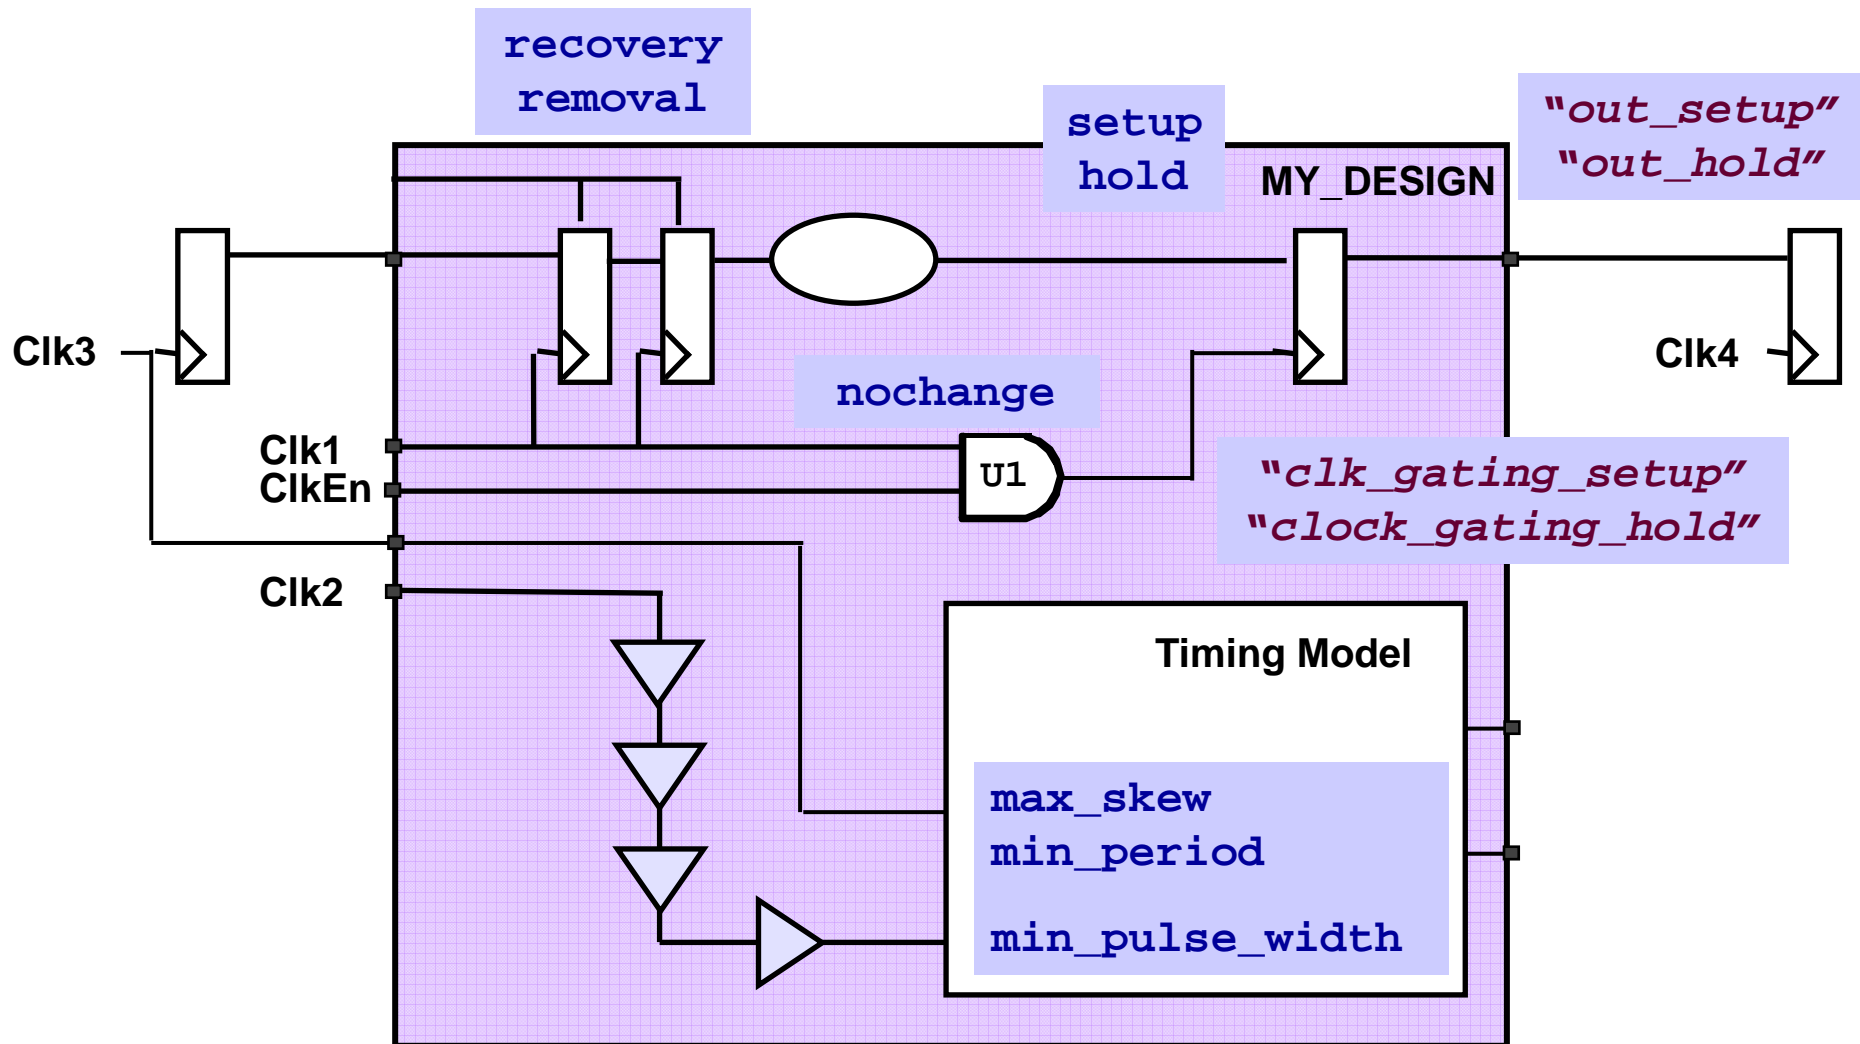 recovery
removal
setup
hold
"out_setup"
"out_hold"
MY_DESIGN
Clk3
Clk4
nochange
Clk1
ClkEn
U1
"clk_gating_setup"
"clock_gating_hold"
Clk2
Timing Model
max_skew
min_period
min_pulse_width